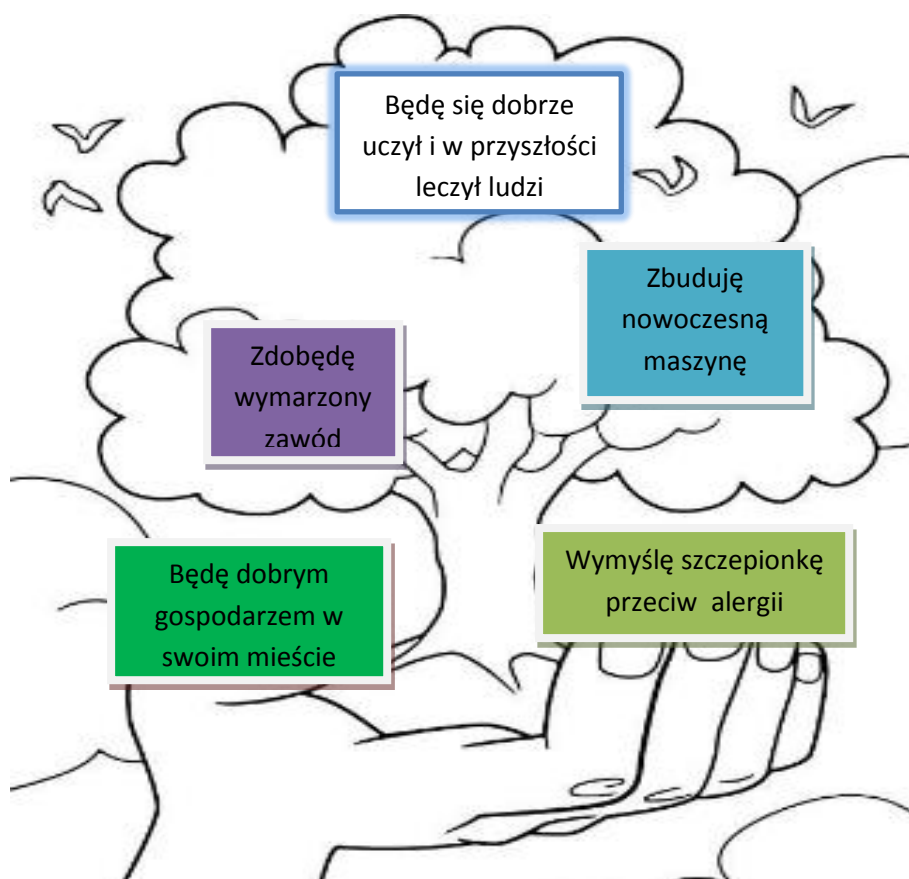 Będę się dobrze
uczył i w przyszłości
leczył ludzi
Zbuduję
nowoczesną
maszynę
Zdobędę
wymarzony
zawód
Będę dobrym
gospodarzem w
swoim mieście
Wymyślę szczepionkę
przeciw alergii